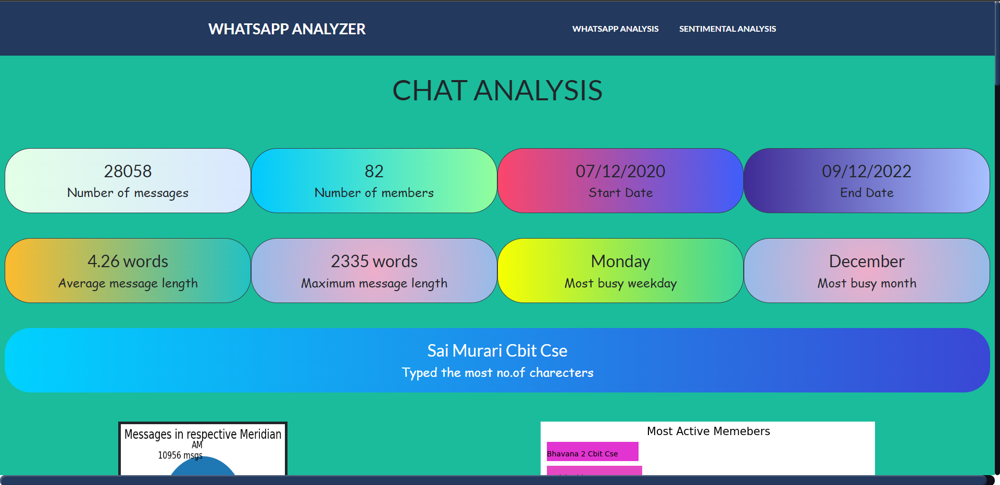 WHATSAPP ANALYZER
WHATSAPP ANALYSIS
SENTIMENTAL ANALYSIS
CHAT ANALYSIS
28058
Number of messages
82
Number of members
07/12/2020
Start Date
09/12/2022
End Date
4.26 words
Average message length
2335 words
Maximum message length
Monday
Most busy weekday
December
Most busy month
Sai Murari Cbit Cse
Typed the most no.of charecters
Messages in respective Meridian
AM
10956 msgs
Most Active Memebers
Bhavana 2 Cbit Cse